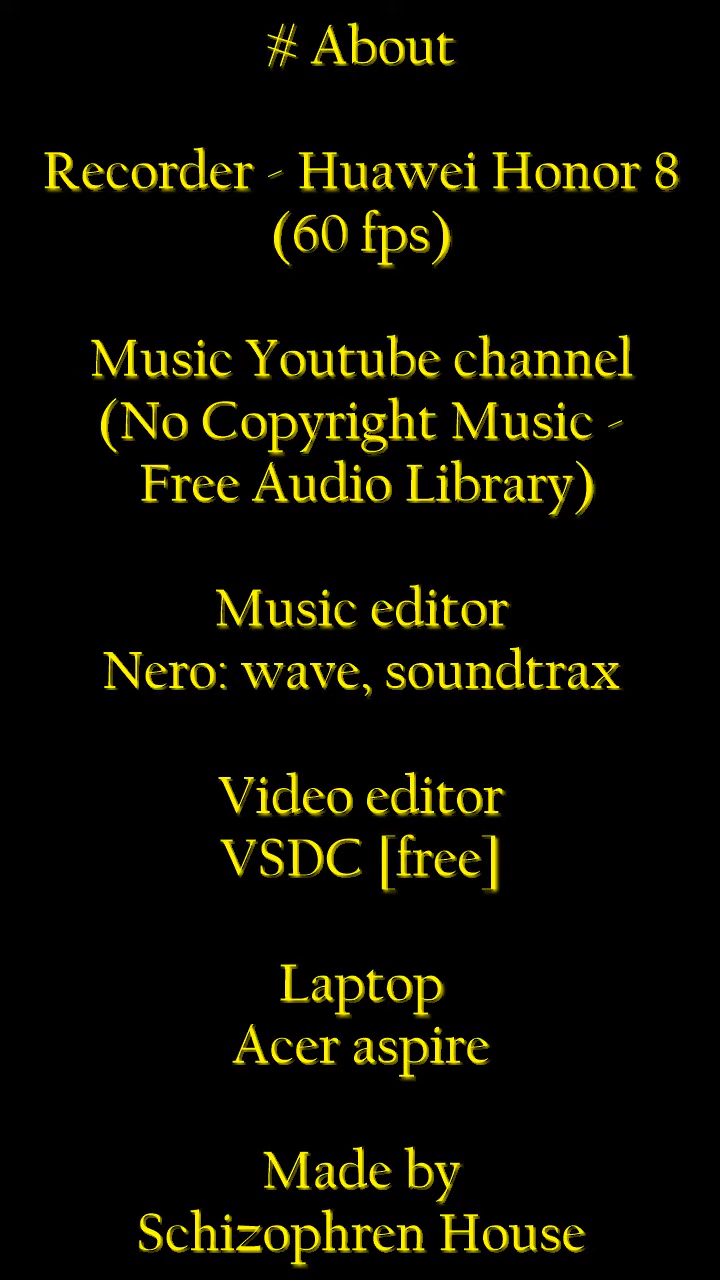 # About
Recorder - Huawei Honor 8
(60 fps)
Music Youtube channel
(No Copyright Music -
Free Audio Library)
Music editor
Nero: wave, soundtrax
Video editor
VSDC [free]
Laptop
Acer aspire
Made by
Schizophren House